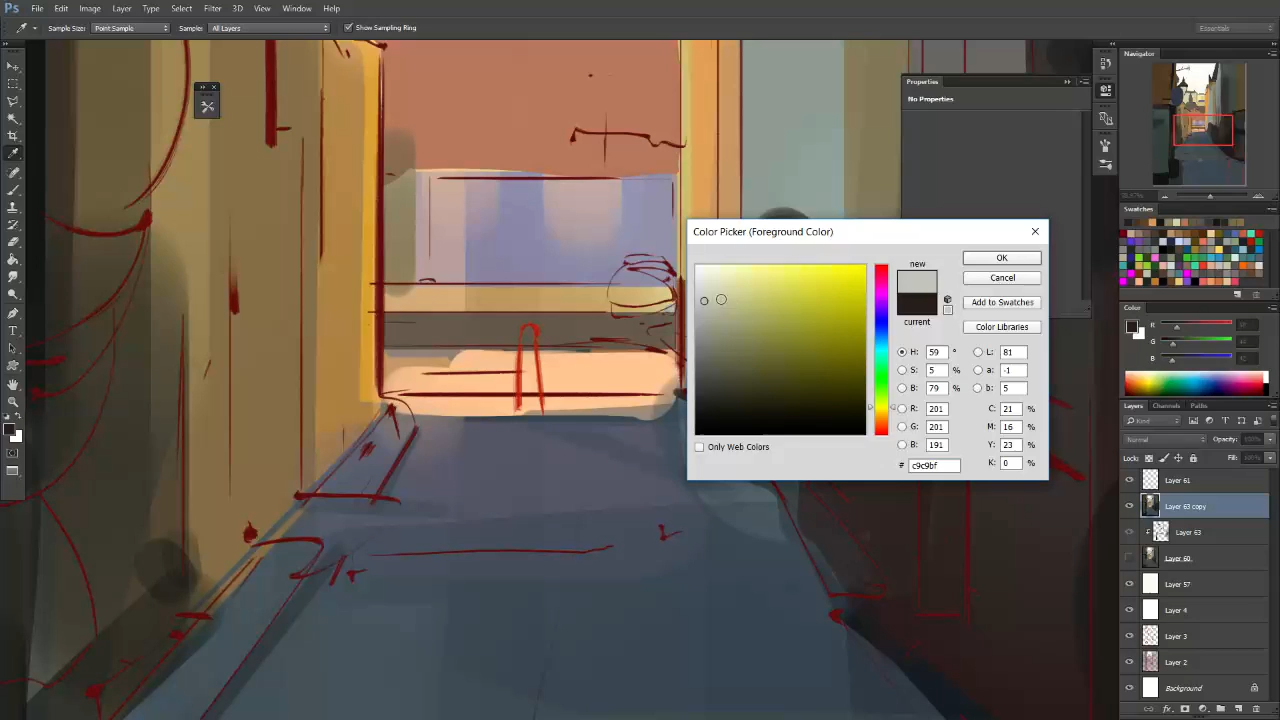 Ps File Edit Image Layer Type Select Filter 3D View Window Help
Sample Size: Point Sample Sample: All Layers Show Sampling Ring Essentials
Navigator
Properties
No Properties
Swatches
Color Picker (Foreground Color)
new
current
OK
Cancel
Add to Swatches
Color Libraries
H: 59 °
S: 5 %
B: 79 %
R: 201
G: 201
B: 191
# c9c9bf
L: 81
a: -1
b: 5
C: 21 %
M: 16 %
Y: 23 %
K: 0 %
Only Web Colors
Color
R
G
B
Layers Channels Paths
Kind
Normal Opacity: 100%
Lock: Fill:
Layer 61
Layer 63 copy
Layer 63
Layer 60
Layer 57
Layer 4
Layer 3
Layer 2
Background